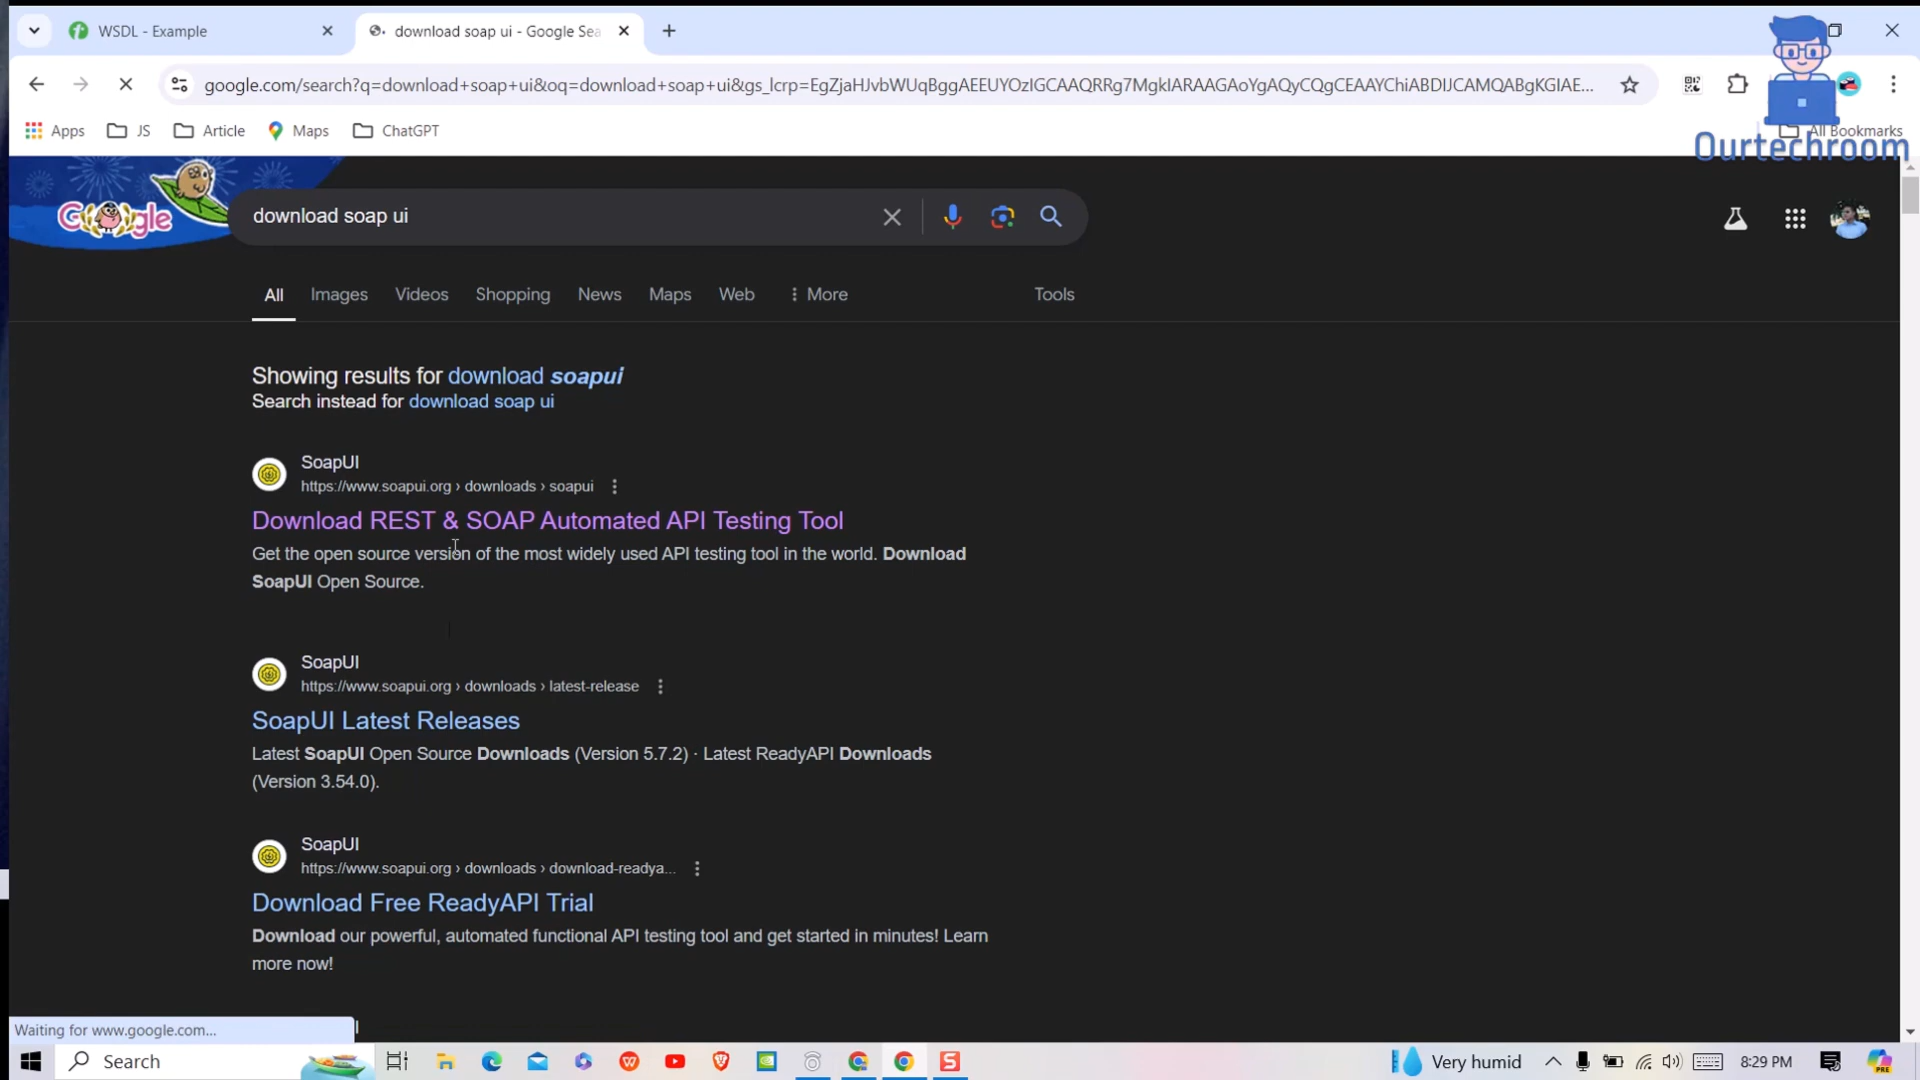 WSDL - Example
download soap ui - Google Sea
google.com/search?q=download+soap+ui&oq=download+soap+ui&gs_lcrp=EgZjaHJvbWUqBggAEEUYOzIGCAAQRRg7MgkIARAAGAoYgAQyCQgCEAAYChiABDIJCAMQABgKGIAE...
Apps
JS
Article
Maps
ChatGPT
All Bookmarks
Ourtechroom
Google
download soap ui
All
Images
Videos
Shopping
News
Maps
Web
More
Tools
Showing results for download soapui
Search instead for download soap ui
SoapUI
https://www.soapui.org › downloads › soapui
Download REST & SOAP Automated API Testing Tool
Get the open source version of the most widely used API testing tool in the world. Download
SoapUI Open Source.
SoapUI
https://www.soapui.org › downloads › latest-release
SoapUI Latest Releases
Latest SoapUI Open Source Downloads (Version 5.7.2) · Latest ReadyAPI Downloads
(Version 3.54.0).
SoapUI
https://www.soapui.org › downloads › download-readya...
Download Free ReadyAPI Trial
Download our powerful, automated functional API testing tool and get started in minutes! Learn
more now!
Waiting for www.google.com...
Search
Very humid
8:29 PM